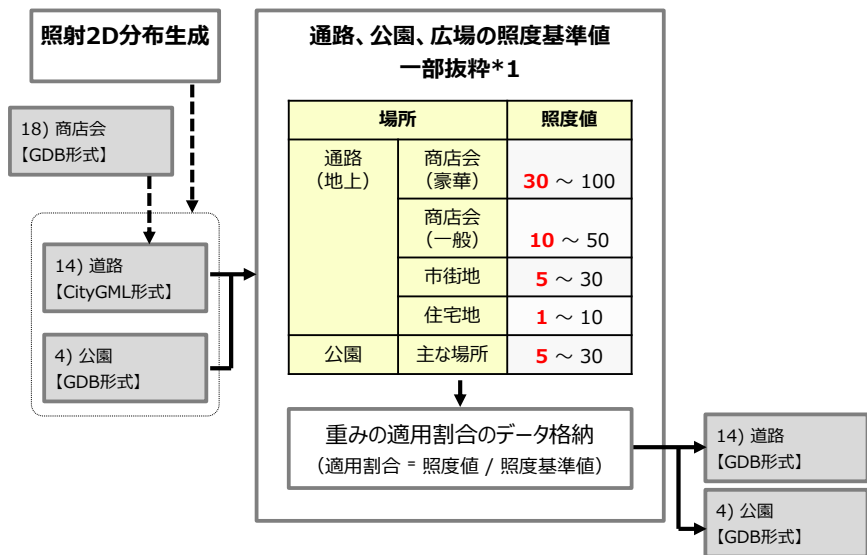 照射2D分布生成
18) 商店会
【GDB形式】
14) 道路
【CityGML形式】
4) 公園
【GDB形式】
通路、公園、広場の照度基準値
一部抜粋*1
場所 照度値
通路
（地上）
商店会
（豪華）
30 ～ 100
商店会
（一般）
10 ～ 50
市街地 5 ～ 30
住宅地 1 ～ 10
公園 主な場所 5 ～ 30
重みの適用割合のデータ格納
（適用割合 = 照度値 / 照度基準値）
14) 道路
【GDB形式】
4) 公園
【GDB形式】